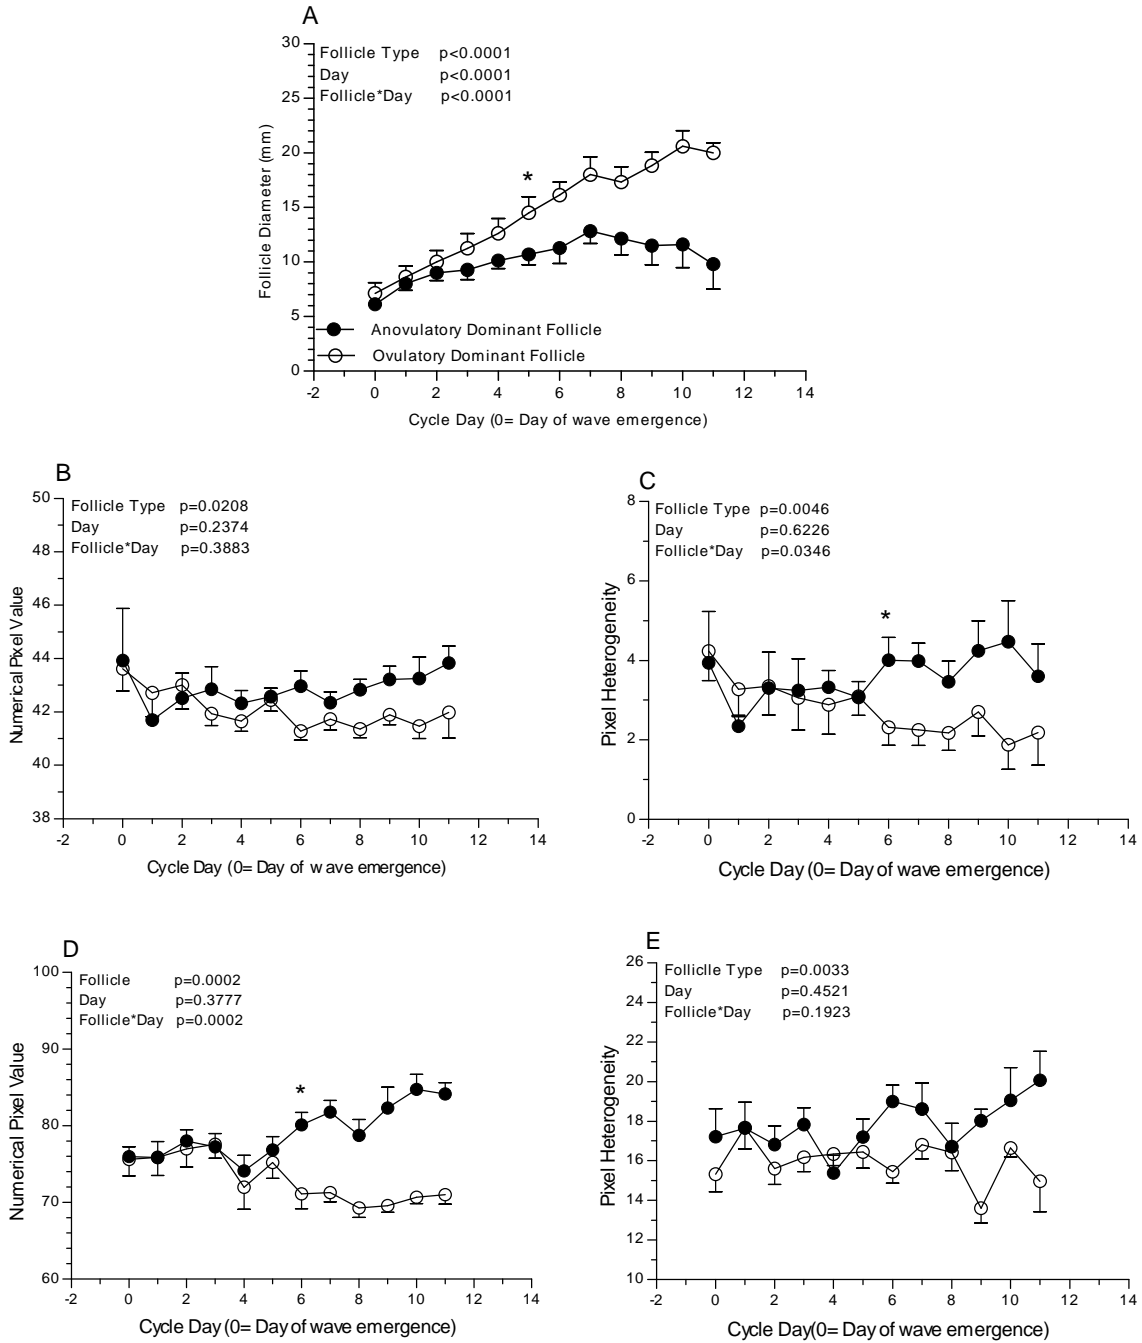 A
30
25
20
15
10
5
0
Follicle Diameter (mm)
Follicle Type p<0.0001
Day p<0.0001
Follicle*Day p<0.0001
*
Anovulatory Dominant Follicle
Ovulatory Dominant Follicle
-2 0 2 4 6 8 10 12 14
Cycle Day (0= Day of wave emergence)
B
50
48
46
44
42
40
38
Numerical Pixel Value
Follicle Type p=0.0208
Day p=0.2374
Follicle*Day p=0.3883
-2 0 2 4 6 8 10 12 14
Cycle Day (0= Day of wave emergence)
C
8
6
4
2
0
Pixel Heterogeneity
Follicle Type p=0.0046
Day p=0.6226
Follicle*Day p=0.0346
*
-2 0 2 4 6 8 10 12 14
Cycle Day (0= Day of wave emergence)
D
100
90
80
70
60
Numerical Pixel Value
Follicle p=0.0002
Day p=0.3777
Follicle*Day p=0.0002
*
-2 0 2 4 6 8 10 12 14
Cycle Day (0= Day of wave emergence)
E
26
24
22
20
18
16
14
12
10
Pixel Heterogeneity
Folliclle Type p=0.0033
Day p=0.4521
Follicle*Day p=0.1923
-2 0 2 4 6 8 10 12 14
Cycle Day(0= Day of wave emergence)